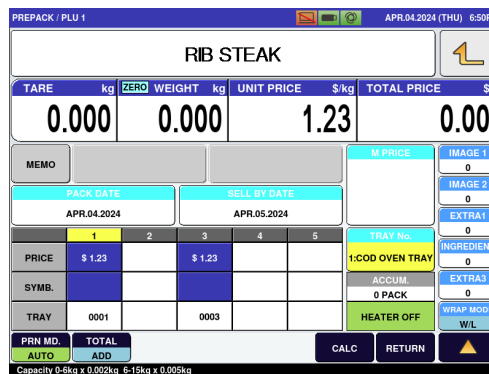 PREPACK / PLU 1 APR.04.2024 (THU) 6:50
RIB STEAK
TARE kg ZERO WEIGHT kg UNIT PRICE $/kg TOTAL PRICE $
0.000 0.000 1.23 0.00
MEMO M.PRICE IMAGE 1
0
IMAGE 2
0
PACK DATE SELL BY DATE
APR.04.2024 APR.05.2024
EXTRA1
0
1 2 3 4 5 TRAY No.
PRICE $ 1.23 $ 1.23 1:COD OVEN TRAY
INGREDIEN
0
SYMB. ACCUM.
0 PACK
EXTRA3
0
TRAY 0001 0003 HEATER OFF
WRAP MOD
W/L
PRN MD. TOTAL
AUTO ADD
CALC RETURN
Capacity 0-6kg x 0.002kg 6-15kg x 0.005kg